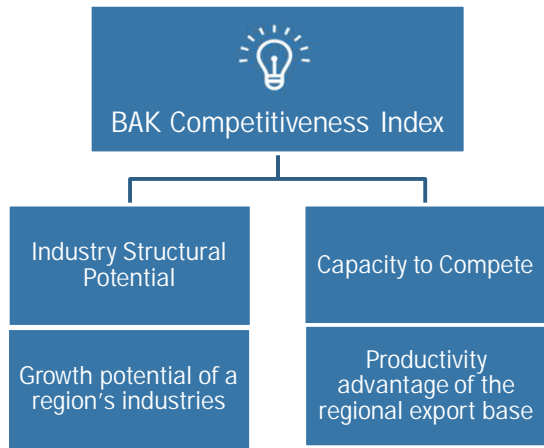 BAK Competitiveness Index
Industry Structural
Potential
Growth potential of a
region's industries
Capacity to Compete
Productivity
advantage of the
regional export base